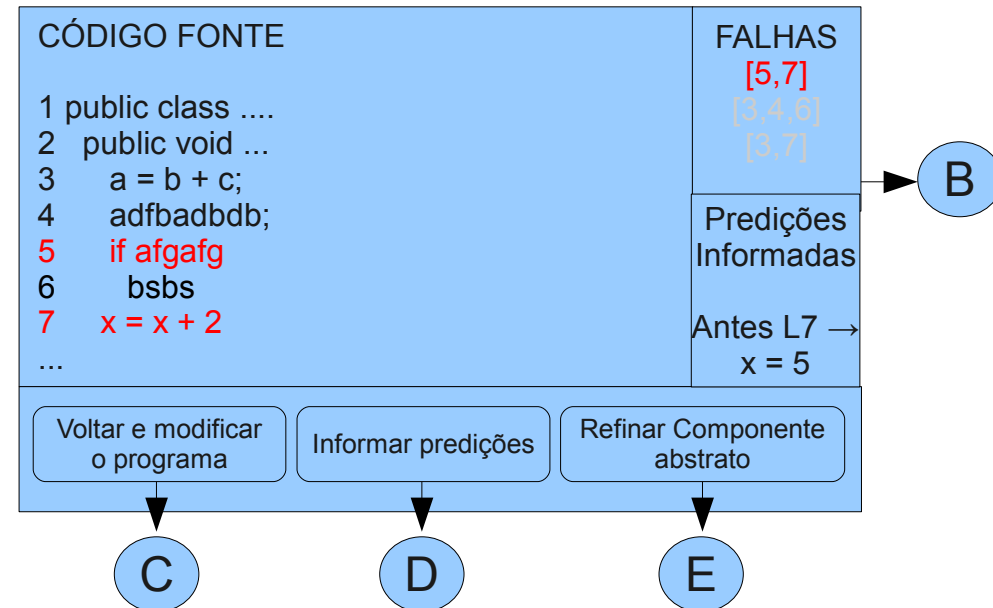 CÓDIGO FONTE
1 public class ....
2 public void ...
3 a = b + c;
4 adfbadbdb;
5 if afgafg
6 bsbs
7 x = x + 2
...
FALHAS
[5,7]
[3,4,6]
[3,7]
Predições
Informadas
Antes L7 →
x = 5
B
Voltar e modificar
o programa
Informar predições
Refinar Componente
abstrato
C
D
E